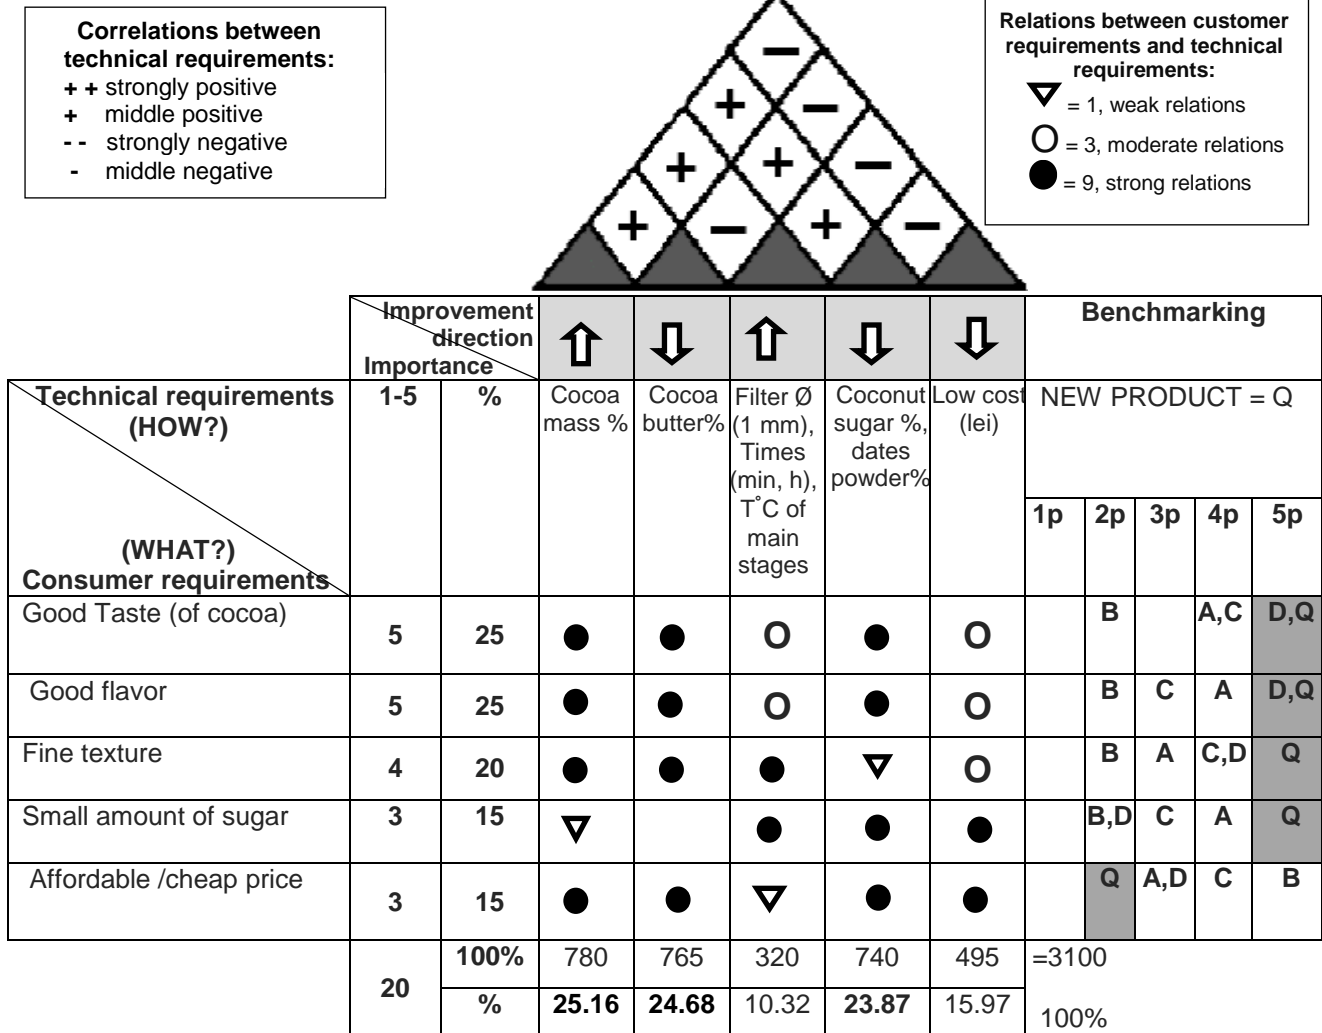 Correlations between
technical requirements:
+ + strongly positive
+ middle positive
- - strongly negative
- middle negative
Relations between customer
requirements and technical
requirements:
= 1, weak relations
= 3, moderate relations
= 9, strong relations
−
+ −
+ + −
+ − + −
Improvement
direction
Importance
Benchmarking
Technical requirements
(HOW?)
(WHAT?)
Consumer requirements
1-5
%
Cocoa
mass %
Cocoa
butter%
Filter Ø
(1 mm),
Times
(min, h),
T°C of
main
stages
Coconut
sugar %,
dates
powder%
Low cost
(lei)
NEW PRODUCT = Q
1p 2p 3p 4p 5p
Good Taste (of cocoa) 5 25 B A,C D,Q
Good flavor 5 25 B C A D,Q
Fine texture 4 20 B A C,D Q
Small amount of sugar 3 15 B,D C A Q
Affordable /cheap price 3 15 Q A,D C B
20
100% 780 765 320 740 495 =3100
% 25.16 24.68 10.32 23.87 15.97 100%